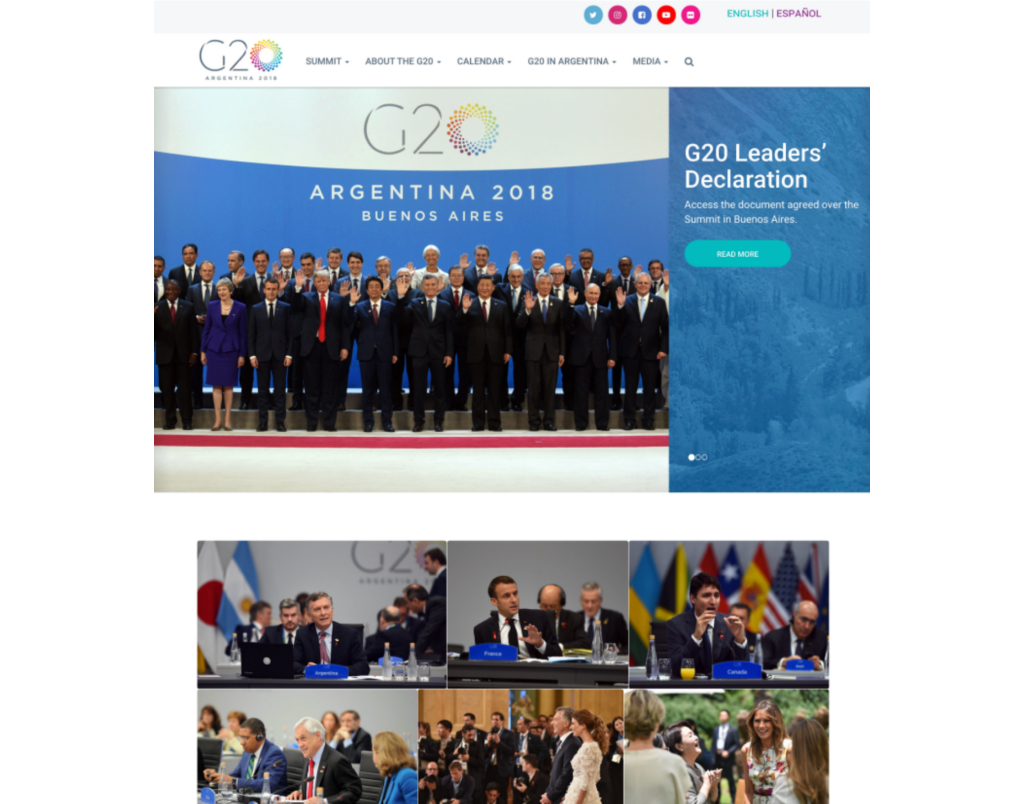 ENGLISH | ESPAÑOL
G20
ARGENTINA 2018
SUMMIT
ABOUT THE G20
CALENDAR
G20 IN ARGENTINA
MEDIA
G20
ARGENTINA 2018
BUENOS AIRES
G20 Leaders’
Declaration
Access the document agreed over the
Summit in Buenos Aires.
READ MORE
G20
ARGENTINA 2018
Argentina
France
Canada